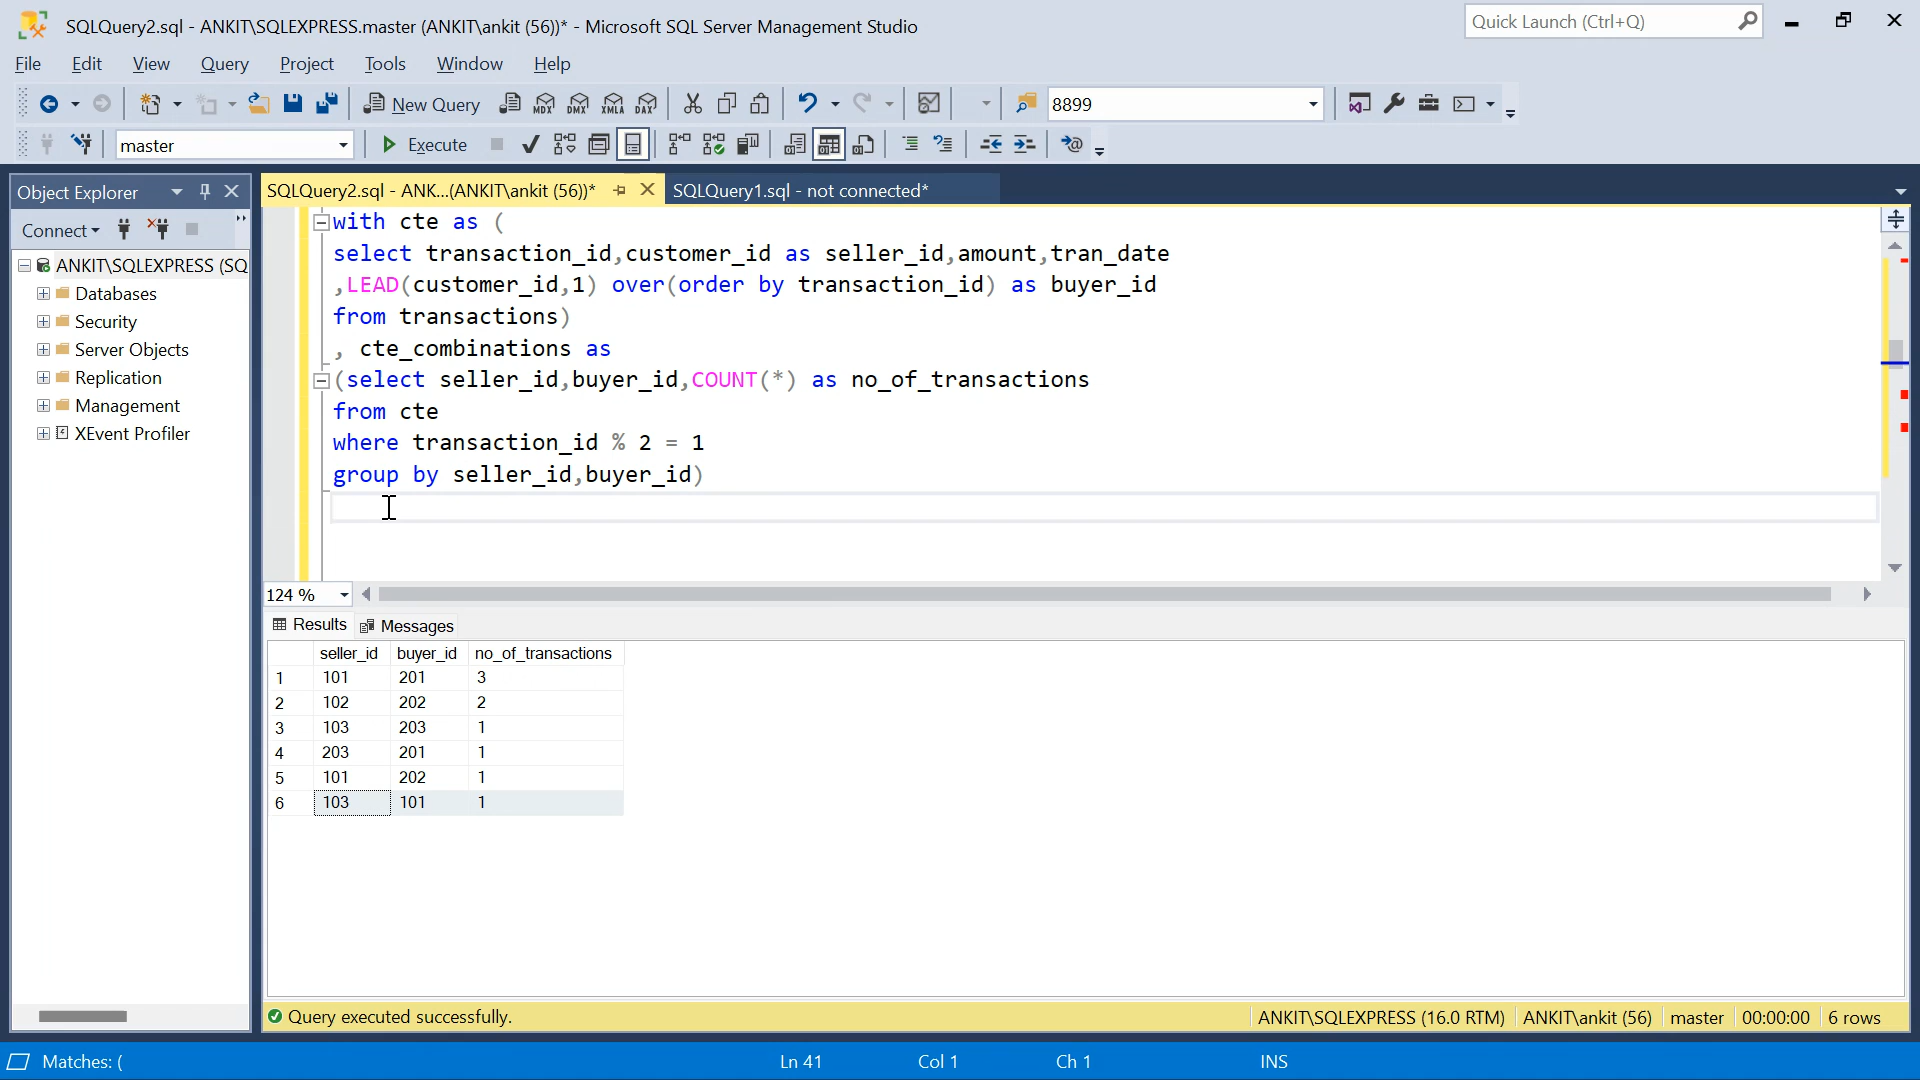 SQLQuery2.sql - ANKIT\SQLEXPRESS.master (ANKIT\ankit (56))* - Microsoft SQL Server Management Studio
Quick Launch (Ctrl+Q)
File Edit View Query Project Tools Window Help
New Query MDX DMX XMLA DAX 8899
master Execute
Object Explorer
SQLQuery2.sql - ANK...(ANKIT\ankit (56))* SQLQuery1.sql - not connected*
Connect
ANKIT\SQLEXPRESS (SQ
Databases
Security
Server Objects
Replication
Management
XEvent Profiler
with cte as (
select transaction_id,customer_id as seller_id,amount,tran_date
,LEAD(customer_id,1) over(order by transaction_id) as buyer_id
from transactions)
, cte_combinations as
(select seller_id,buyer_id,COUNT(*) as no_of_transactions
from cte
where transaction_id % 2 = 1
group by seller_id,buyer_id)
124 %
Results Messages
seller_id buyer_id no_of_transactions
1 101 201 3
2 102 202 2
3 103 203 1
4 203 201 1
5 101 202 1
6 103 101 1
Query executed successfully. ANKIT\SQLEXPRESS (16.0 RTM) ANKIT\ankit (56) master 00:00:00 6 rows
Matches: ( Ln 41 Col 1 Ch 1 INS